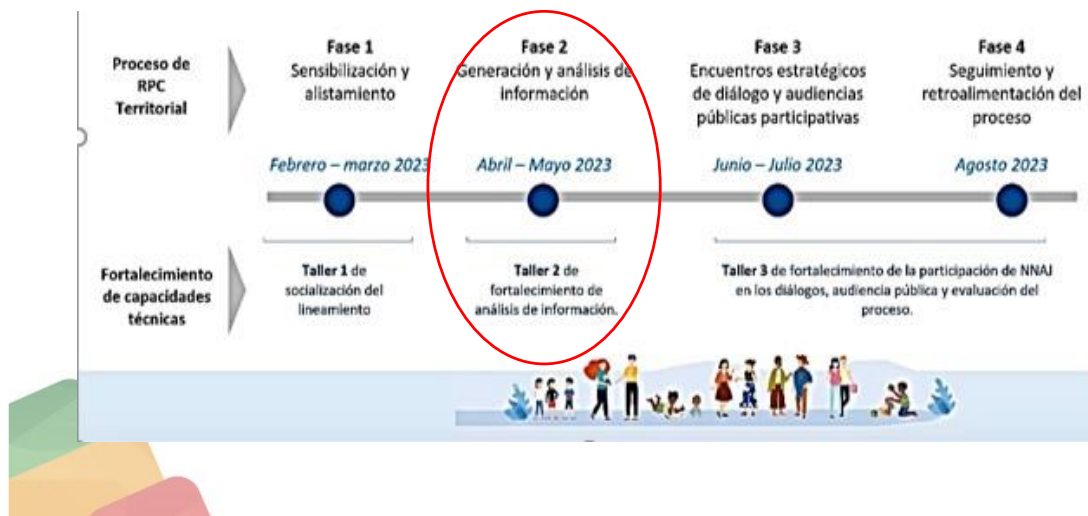 Proceso de
RPC
Territorial
Fase 1
Sensibilización y
alistamiento
Fase 2
Generación y análisis de
información
Fase 3
Encuentros estratégicos
de diálogo y audiencias
públicas participativas
Fase 4
Seguimiento y
retroalimentación del
proceso
Febrero – marzo 2023
Abril – Mayo 2023
Junio – Julio 2023
Agosto 2023
Fortalecimiento
de capacidades
técnicas
Taller 1 de
socialización del
lineamiento
Taller 2 de
fortalecimiento de
análisis de información.
Taller 3 de fortalecimiento de la participación de NNAJ
en los diálogos, audiencia pública y evaluación del
proceso.